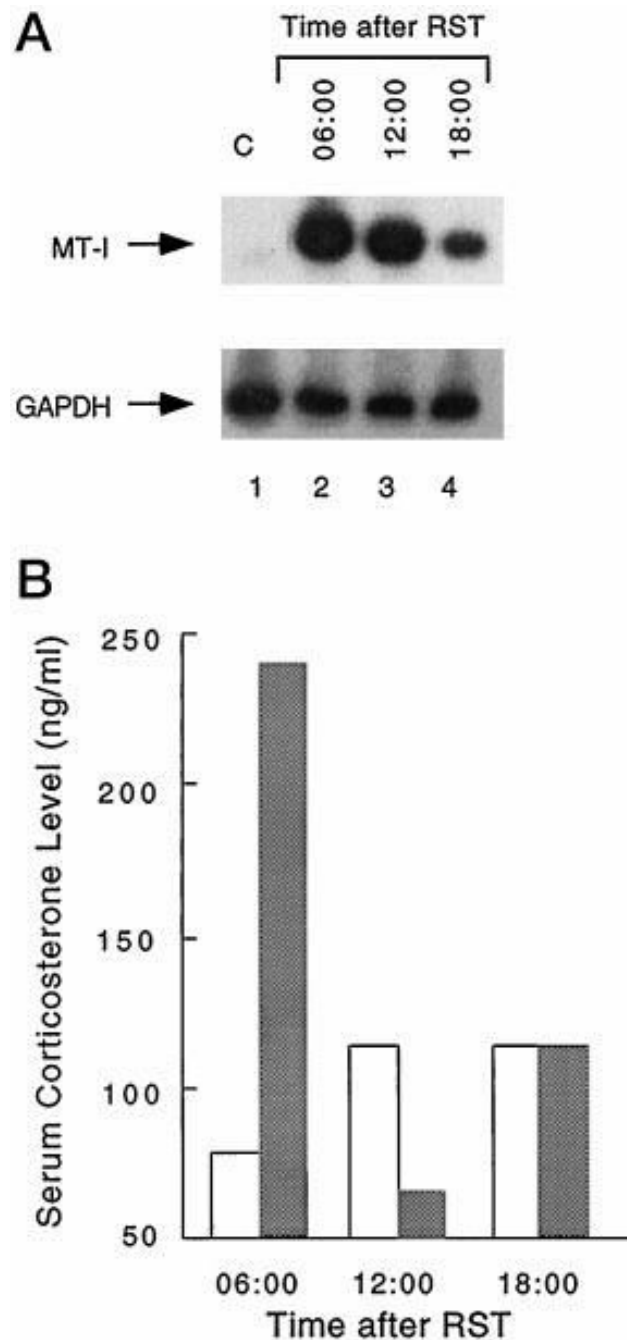 A
Time after RST
C 06:00 12:00 18:00
MT-I
GAPDH
1 2 3 4
B
Serum Corticosterone Level (ng/ml)
250
200
150
100
50
06:00 12:00 18:00
Time after RST